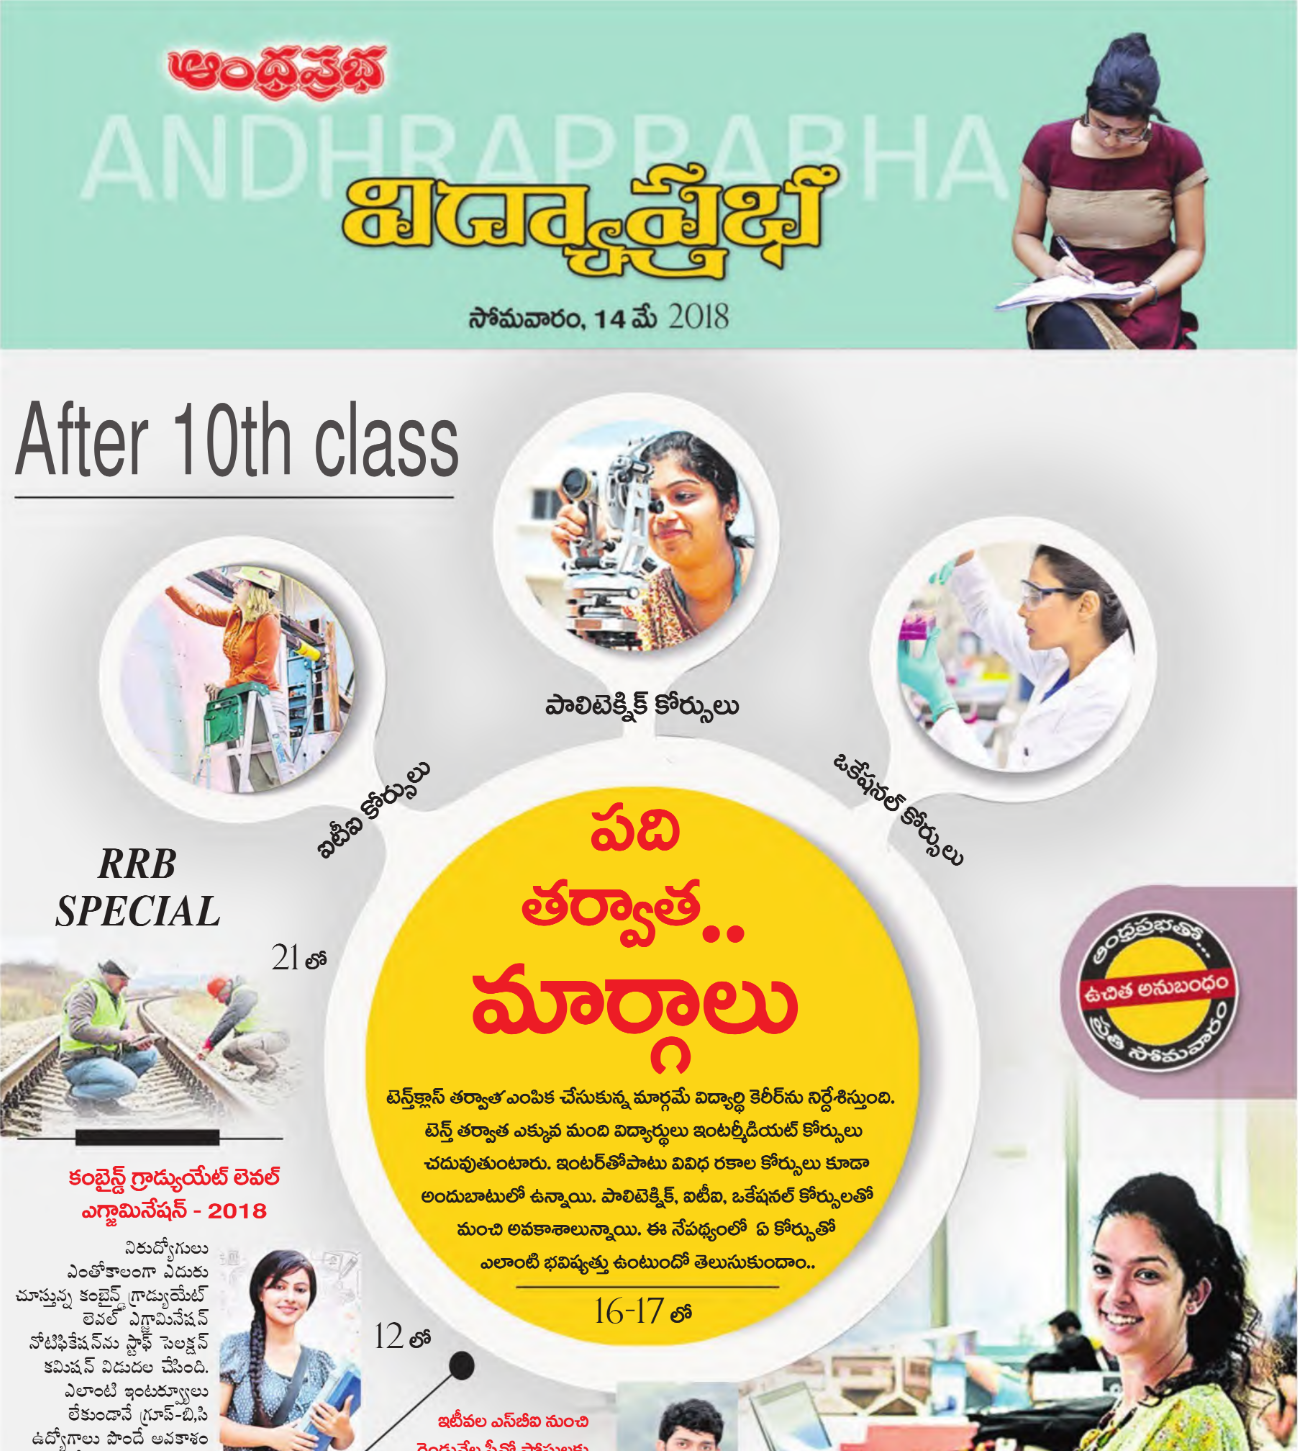 ఆంధ్రప్రభ
ANDHRAPRABHA
విద్యాప్రభ
సోమవారం, 14 మే 2018
After 10th class
పాలిటెక్నిక్ కోర్సులు
ఐటీఐ కోర్సులు
ఒకేషనల్ కోర్సులు
పది
తర్వాత..
మార్గాలు
టెన్త్‌క్లాస్ తర్వాత ఎంపిక చేసుకున్న మార్గమే విద్యార్థి కెరీర్‌ను నిర్దేశిస్తుంది.
టెన్త్ తర్వాత ఎక్కువ మంది విద్యార్థులు ఇంటర్మీడియట్ కోర్సులు
చదువుతుంటారు. ఇంటర్‌తోపాటు వివిధ రకాల కోర్సులు కూడా
అందుబాటులో ఉన్నాయి. పాలిటెక్నిక్, ఐటీఐ, ఒకేషనల్ కోర్సులతో
మంచి అవకాశాలున్నాయి. ఈ నేపథ్యంలో ఏ కోర్సుతో
ఎలాంటి భవిష్యత్తు ఉంటుందో తెలుసుకుందాం..
16-17 లో
RRB
SPECIAL
21 లో
ఆంధ్రప్రభతో...
ఉచిత అనుబంధం
ప్రతి సోమవారం
కంబైన్డ్ గ్రాడ్యుయేట్ లెవల్
ఎగ్జామినేషన్ - 2018
నిరుద్యోగులు
ఎంతోకాలంగా ఎదురు
చూస్తున్న కంబైన్డ్ గ్రాడ్యుయేట్
లెవల్ ఎగ్జామినేషన్
నోటిఫికేషన్‌ను స్టాఫ్ సెలక్షన్
కమిషన్ విడుదల చేసింది.
ఎలాంటి ఇంటర్వ్యూలు
లేకుండానే గ్రూప్-బి,సి
ఉద్యోగాలు పొందే అవకాశం
12 లో
ఇటీవల ఎస్‌బీఐ నుంచి